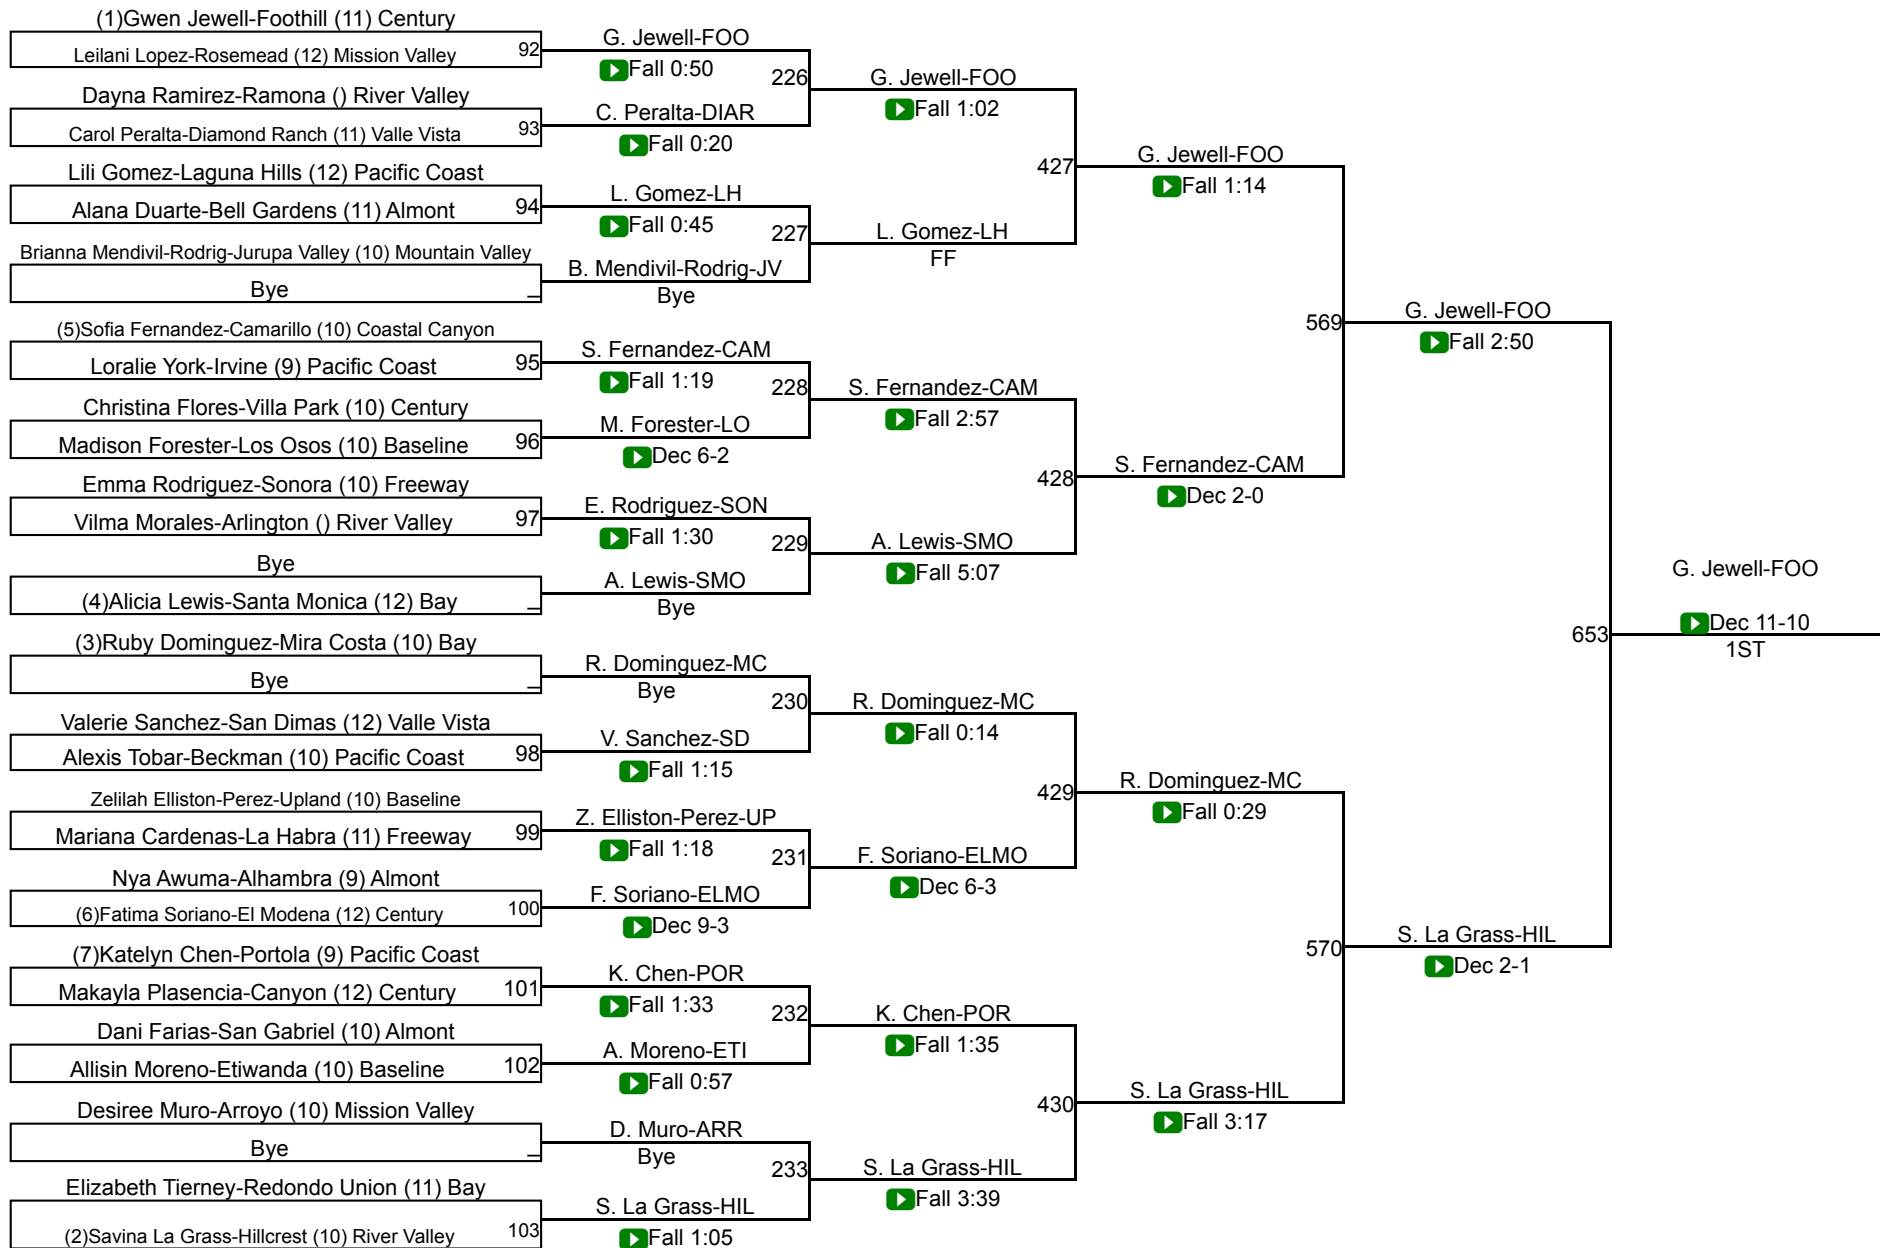 (1)Gwen Jewell-Foothill (11) Century
Leilani Lopez-Rosemead (12) Mission Valley 92
Dayna Ramirez-Ramona () River Valley
Carol Peralta-Diamond Ranch (11) Valle Vista 93
Lili Gomez-Laguna Hills (12) Pacific Coast
Alana Duarte-Bell Gardens (11) Almont 94
Brianna Mendivil-Rodrig-Jurupa Valley (10) Mountain Valley
Bye _
(5)Sofia Fernandez-Camarillo (10) Coastal Canyon
Loralie York-Irvine (9) Pacific Coast 95
Christina Flores-Villa Park (10) Century
Madison Forester-Los Osos (10) Baseline 96
Emma Rodriguez-Sonora (10) Freeway
Vilma Morales-Arlington () River Valley 97
Bye
(4)Alicia Lewis-Santa Monica (12) Bay _
(3)Ruby Dominguez-Mira Costa (10) Bay
Bye _
Valerie Sanchez-San Dimas (12) Valle Vista
Alexis Tobar-Beckman (10) Pacific Coast 98
Zelilah Elliston-Perez-Upland (10) Baseline
Mariana Cardenas-La Habra (11) Freeway 99
Nya Awuma-Alhambra (9) Almont
(6)Fatima Soriano-El Modena (12) Century 100
(7)Katelyn Chen-Portola (9) Pacific Coast
Makayla Plasencia-Canyon (12) Century 101
Dani Farias-San Gabriel (10) Almont
Allisin Moreno-Etiwanda (10) Baseline 102
Desiree Muro-Arroyo (10) Mission Valley
Bye _
Elizabeth Tierney-Redondo Union (11) Bay
(2)Savina La Grass-Hillcrest (10) River Valley 103
G. Jewell-FOO
Fall 0:50
226
C. Peralta-DIAR
Fall 0:20
L. Gomez-LH
Fall 0:45
227
B. Mendivil-Rodrig-JV
Bye
S. Fernandez-CAM
Fall 1:19
228
M. Forester-LO
Dec 6-2
E. Rodriguez-SON
Fall 1:30
229
A. Lewis-SMO
Bye
R. Dominguez-MC
Bye
230
V. Sanchez-SD
Fall 1:15
Z. Elliston-Perez-UP
Fall 1:18
231
F. Soriano-ELMO
Dec 9-3
K. Chen-POR
Fall 1:33
232
A. Moreno-ETI
Fall 0:57
D. Muro-ARR
Bye
233
S. La Grass-HIL
Fall 1:05
G. Jewell-FOO
Fall 1:02
427
L. Gomez-LH
FF
S. Fernandez-CAM
Fall 2:57
428
A. Lewis-SMO
Fall 5:07
R. Dominguez-MC
Fall 0:14
429
F. Soriano-ELMO
Dec 6-3
K. Chen-POR
Fall 1:35
430
S. La Grass-HIL
Fall 3:39
G. Jewell-FOO
Fall 1:14
569
S. Fernandez-CAM
Dec 2-0
R. Dominguez-MC
Fall 0:29
570
S. La Grass-HIL
Fall 3:17
G. Jewell-FOO
Fall 2:50
653
S. La Grass-HIL
Dec 2-1
G. Jewell-FOO
Dec 11-10
1ST